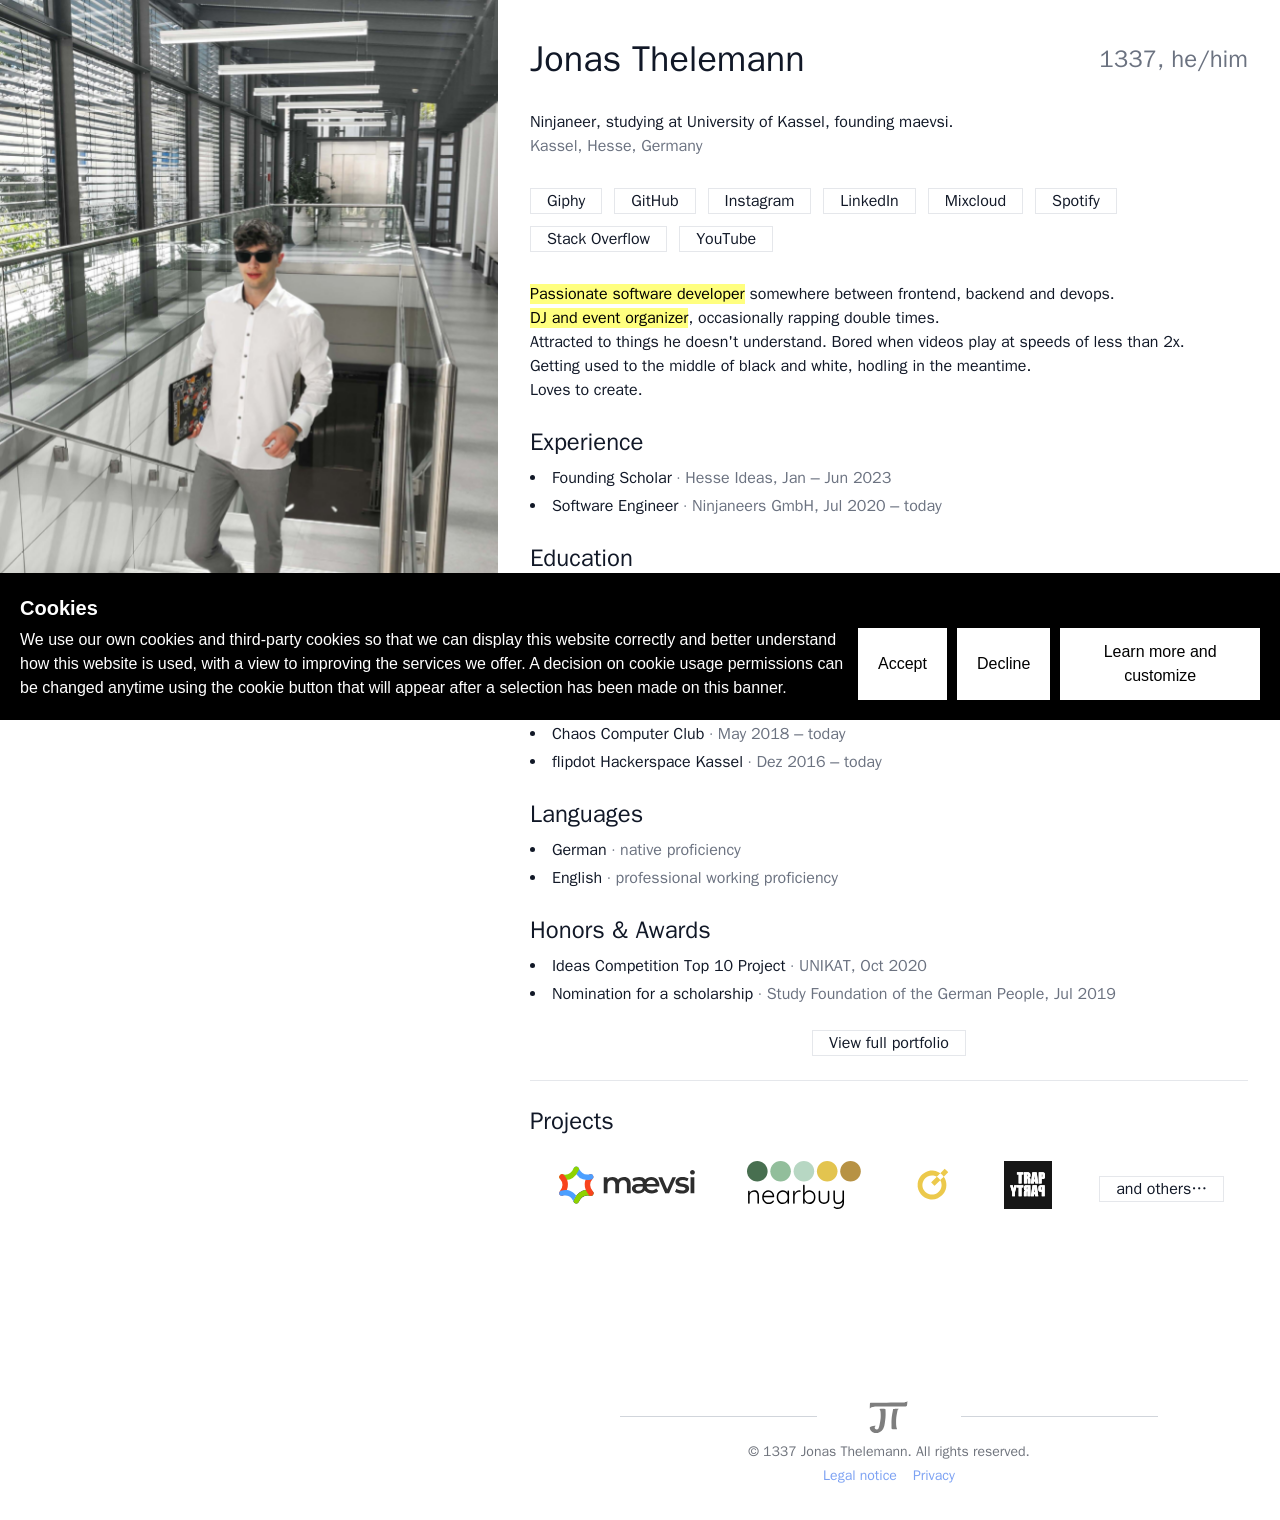 Jonas Thelemann
1337, he/him
Ninjaneer, studying at University of Kassel, founding maevsi.
Kassel, Hesse, Germany
Giphy
GitHub
Instagram
LinkedIn
Mixcloud
Spotify
Stack Overflow
YouTube
Passionate software developer somewhere between frontend, backend and devops.
DJ and event organizer, occasionally rapping double times.
Attracted to things he doesn't understand. Bored when videos play at speeds of less than 2x.
Getting used to the middle of black and white, hodling in the meantime.
Loves to create.
Experience
• Founding Scholar · Hesse Ideas, Jan – Jun 2023
• Software Engineer · Ninjaneers GmbH, Jul 2020 – today
Education
Cookies
We use our own cookies and third-party cookies so that we can display this website correctly and better understand
how this website is used, with a view to improving the services we offer. A decision on cookie usage permissions can
be changed anytime using the cookie button that will appear after a selection has been made on this banner.
Accept
Decline
Learn more and
customize
• Chaos Computer Club · May 2018 – today
• flipdot Hackerspace Kassel · Dez 2016 – today
Languages
• German · native proficiency
• English · professional working proficiency
Honors & Awards
• Ideas Competition Top 10 Project · UNIKAT, Oct 2020
• Nomination for a scholarship · Study Foundation of the German People, Jul 2019
View full portfolio
Projects
mævsi
nearbuy
TRAP
PARTY
and others⋯
JT
© 1337 Jonas Thelemann. All rights reserved.
Legal notice
Privacy